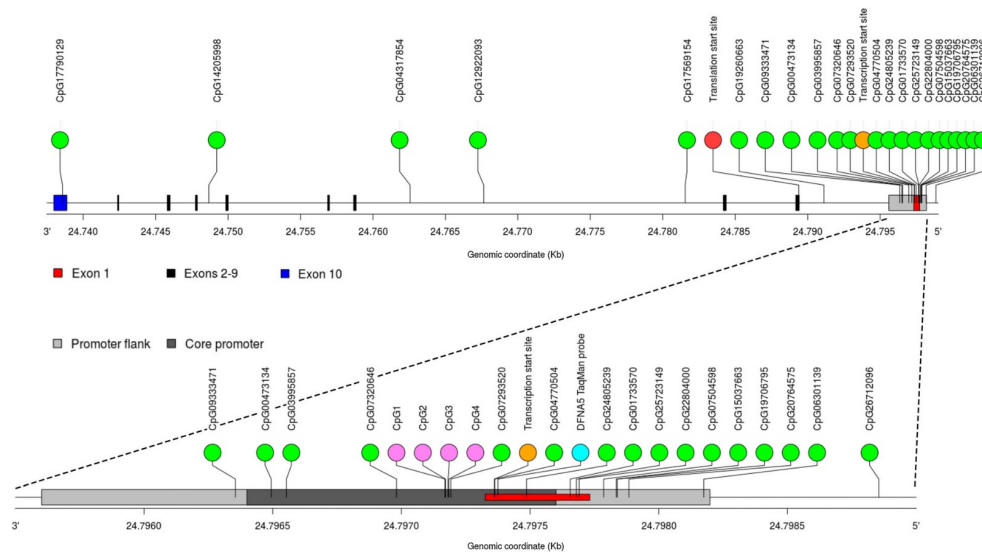 CpG17790129
CpG14205998
CpG04317854
CpG12922093
CpG17569154
Translation start site
CpG19260663
CpG09333471
CpG00473134
CpG03995857
CpG07320646
CpG07293520
Transcription start site
CpG04770504
CpG24805239
CpG01733570
CpG25723149
CpG22804000
CpG07504598
CpG15037663
CpG19706795
CpG20764575
CpG06301139
3' 24.740 24.745 24.750 24.755 24.760 24.765 24.770 24.775 24.780 24.785 24.790 24.795 5'
Genomic coordinate (Kb)
Exon 1 Exons 2-9 Exon 10
Promoter flank Core promoter
CpG09333471
CpG00473134
CpG03995857
CpG07320646
CpG1
CpG2
CpG3
CpG4
CpG07293520
Transcription start site
CpG04770504
DFNA5 TaqMan probe
CpG24805239
CpG01733570
CpG25723149
CpG22804000
CpG07504598
CpG15037663
CpG19706795
CpG20764575
CpG06301139
CpG26712096
3' 24.7960 24.7965 24.7970 24.7975 24.7980 24.7985 5'
Genomic coordinate (Kb)